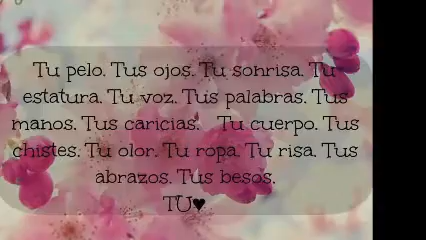 Tu pelo. Tus ojos. Tu sonrisa. Tu
estatura. Tu voz. Tus palabras. Tus
manos. Tus caricias. Tu cuerpo. Tus
chistes. Tu olor. Tu ropa. Tu risa. Tus
abrazos. Tus besos.
TU♥